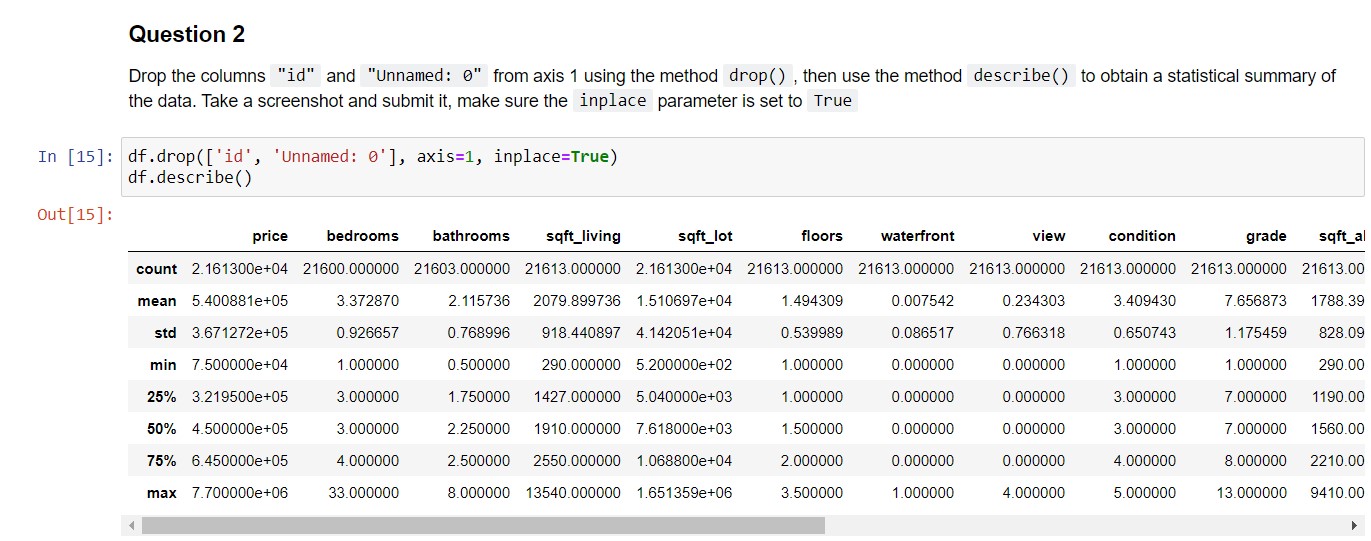 Question 2
Drop the columns "id" and "Unnamed: 0" from axis 1 using the method drop() , then use the method describe() to obtain a statistical summary of
the data. Take a screenshot and submit it, make sure the inplace parameter is set to True
In [15]: df.drop(['id', 'Unnamed: 0'], axis=1, inplace=True)
df.describe()
Out[15]:
price bedrooms bathrooms sqft_living sqft_lot floors waterfront view condition grade sqft_al
count 2.161300e+04 21600.000000 21603.000000 21613.000000 2.161300e+04 21613.000000 21613.000000 21613.000000 21613.000000 21613.000000 21613.00
mean 5.400881e+05 3.372870 2.115736 2079.899736 1.510697e+04 1.494309 0.007542 0.234303 3.409430 7.656873 1788.39
std 3.671272e+05 0.926657 0.768996 918.440897 4.142051e+04 0.539989 0.086517 0.766318 0.650743 1.175459 828.09
min 7.500000e+04 1.000000 0.500000 290.000000 5.200000e+02 1.000000 0.000000 0.000000 1.000000 1.000000 290.00
25% 3.219500e+05 3.000000 1.750000 1427.000000 5.040000e+03 1.000000 0.000000 0.000000 3.000000 7.000000 1190.00
50% 4.500000e+05 3.000000 2.250000 1910.000000 7.618000e+03 1.500000 0.000000 0.000000 3.000000 7.000000 1560.00
75% 6.450000e+05 4.000000 2.500000 2550.000000 1.068800e+04 2.000000 0.000000 0.000000 4.000000 8.000000 2210.00
max 7.700000e+06 33.000000 8.000000 13540.000000 1.651359e+06 3.500000 1.000000 4.000000 5.000000 13.000000 9410.00